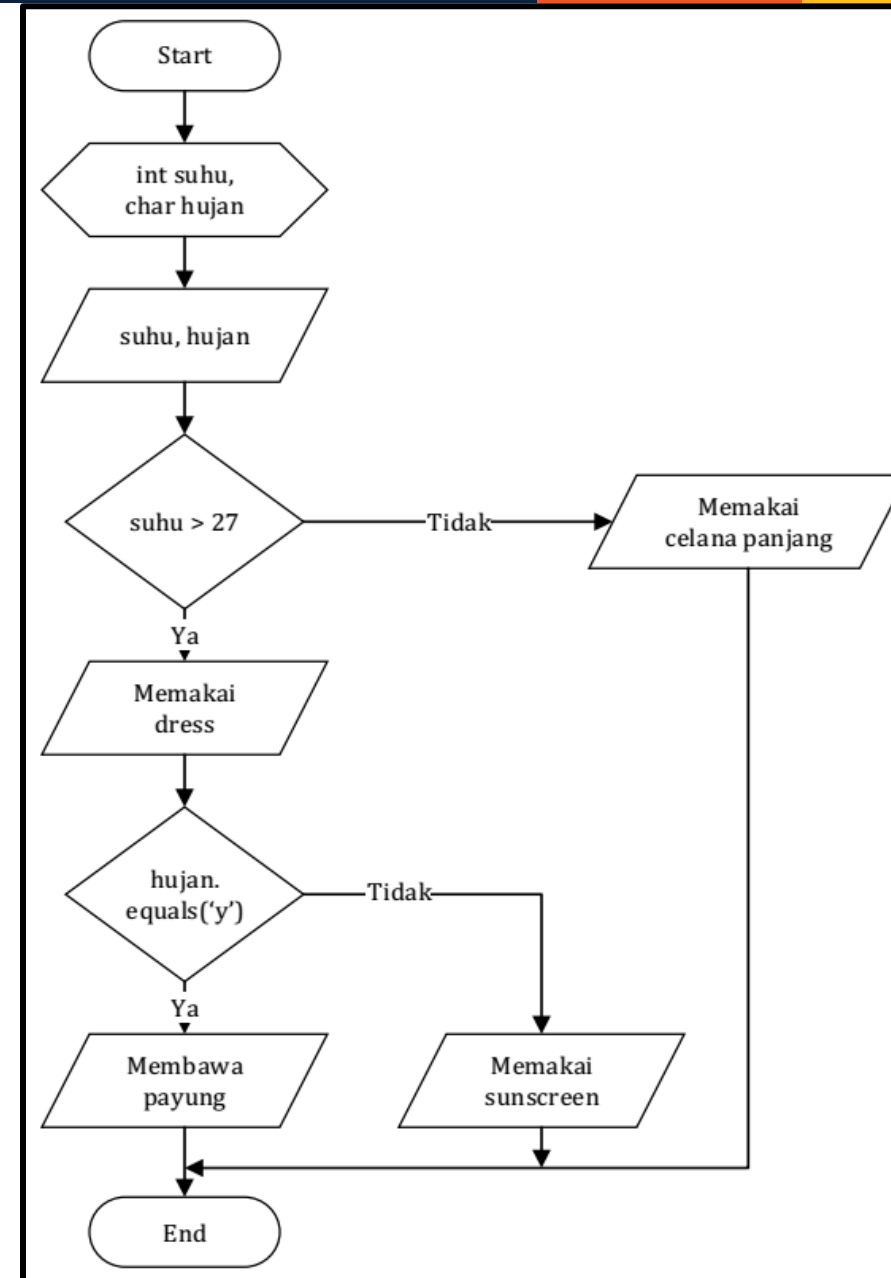 Start
int suhu,
char hujan
suhu, hujan
suhu > 27
Tidak
Memakai
celana panjang
Ya
Memakai
dress
hujan.
equals(‘y’)
Tidak
Ya
Membawa
payung
Memakai
sunscreen
End